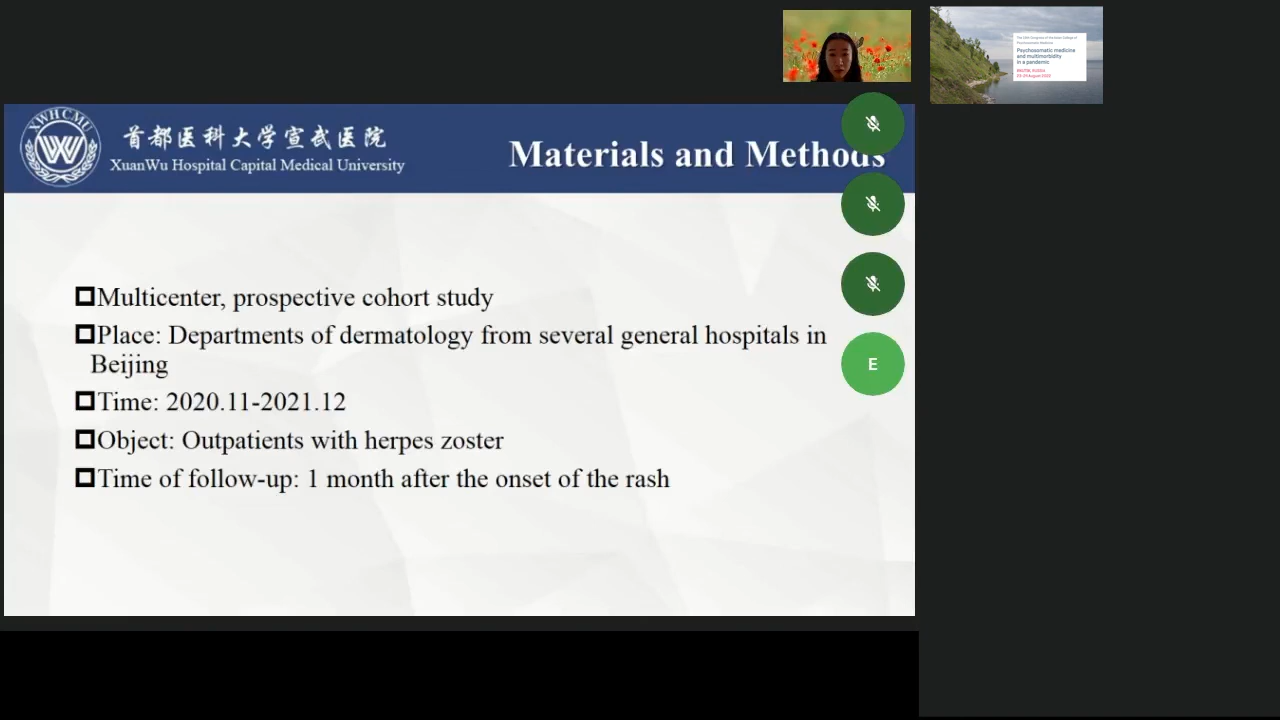 Psychosomatic medicine
and multimorbidity
in a pandemic
XWHCMU
首都医科大学宣武医院
XuanWu Hospital Capital Medical University
Materials and Methods
Multicenter, prospective cohort study
Place: Departments of dermatology from several general hospitals in
Beijing
Time: 2020.11-2021.12
Object: Outpatients with herpes zoster
Time of follow-up: 1 month after the onset of the rash
E